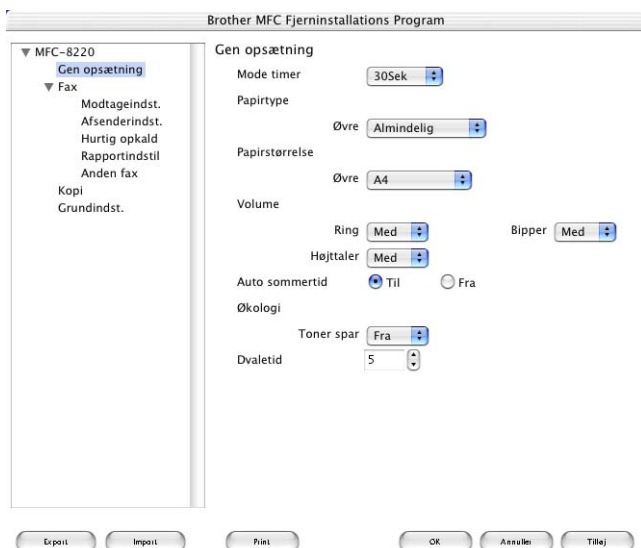 Brother MFC Fjerninstallations Program
MFC-8220
Gen opsætning
Fax
Modtageindst.
Afsenderindst.
Hurtig opkald
Rapportindstil
Anden fax
Kopi
Grundindst.
Gen opsætning
Mode timer 30Sek
Papirtype
Øvre Almindelig
Papirstørrelse
Øvre A4
Volume
Ring Med Bipper Med
Højttaler Med
Auto sommertid Til Fra
Økologi
Toner spar Fra
Dvaletid 5
Export Import Print OK Annuller Tilføj